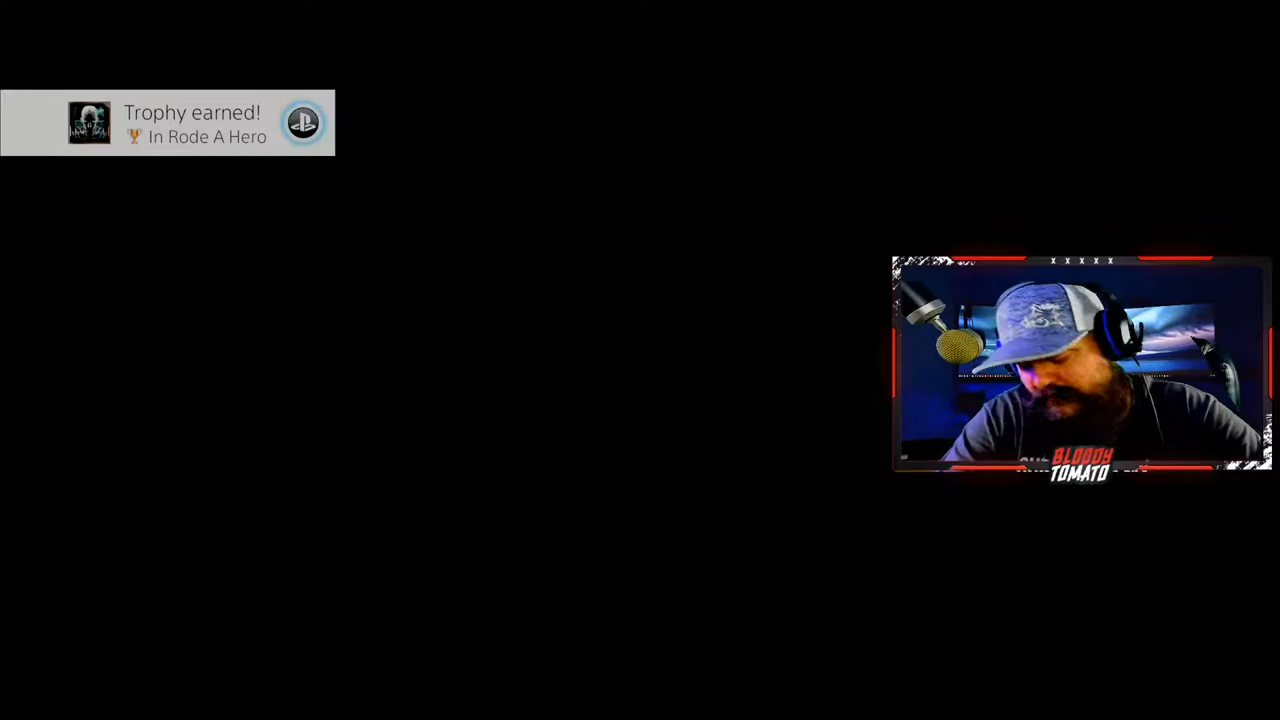 Trophy earned!
In Rode A Hero
X X X X X
BLOODY
TOMATO